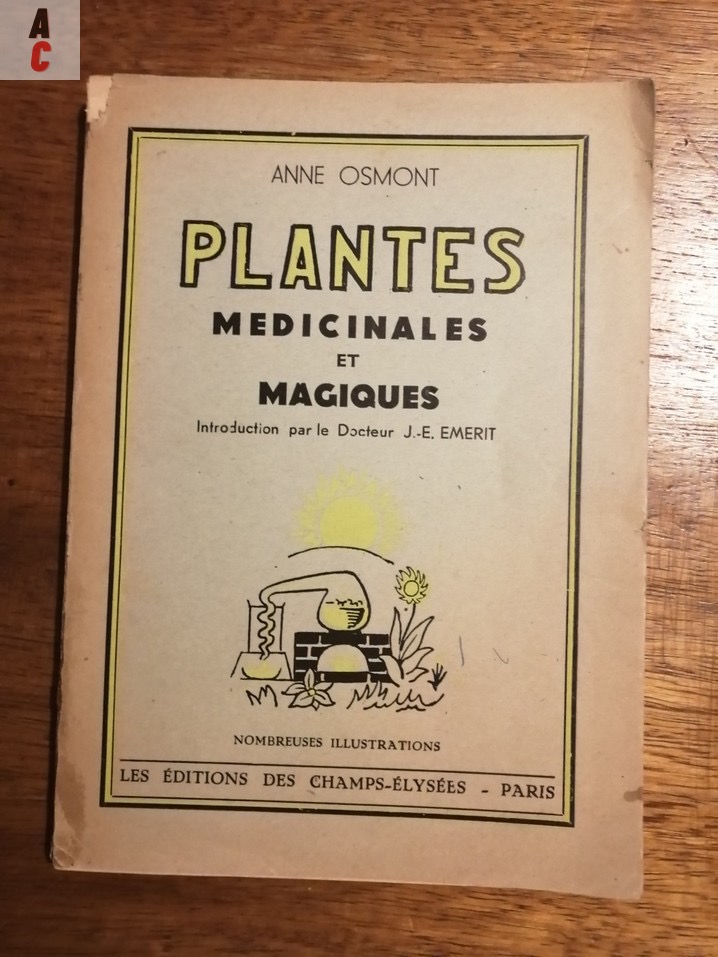 A
C
ANNE OSMONT
PLANTES
MEDICINALES
ET
MAGIQUES
Introduction par le Docteur J.-E. EMERIT
NOMBREUSES ILLUSTRATIONS
LES ÉDITIONS DES CHAMPS-ÉLYSÉES - PARIS